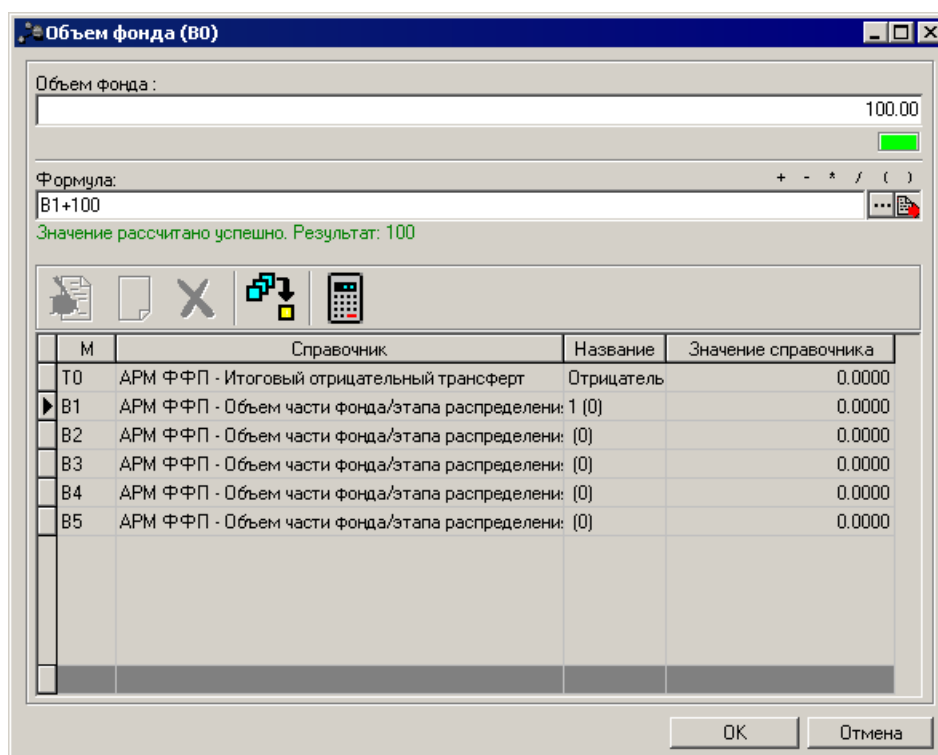 Объем фонда (B0)
Объем фонда :
100.00
Формула: + - * / ( )
B1+100
Значение рассчитано успешно. Результат: 100
М Справочник Название Значение справочника
T0 АРМ ФФП - Итоговый отрицательный трансферт Отрицатель 0.0000
B1 АРМ ФФП - Объем части фонда/этапа распределени 1 (0) 0.0000
B2 АРМ ФФП - Объем части фонда/этапа распределени (0) 0.0000
B3 АРМ ФФП - Объем части фонда/этапа распределени (0) 0.0000
B4 АРМ ФФП - Объем части фонда/этапа распределени (0) 0.0000
B5 АРМ ФФП - Объем части фонда/этапа распределени (0) 0.0000
OK Отмена